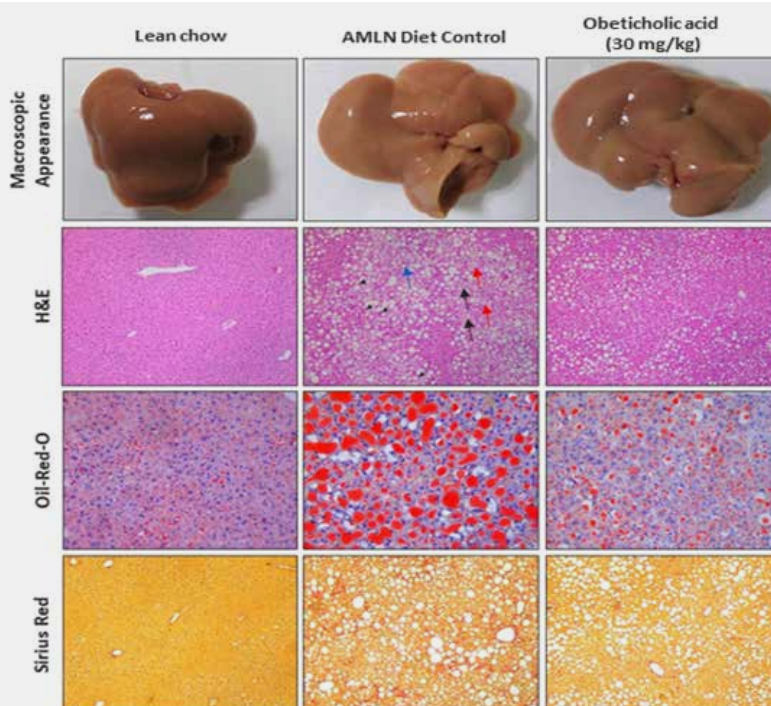 Lean chow
AMLN Diet Control
Obeticholic acid
(30 mg/kg)
Macroscopic
Appearance
H&E
Oil-Red-O
Sirius Red